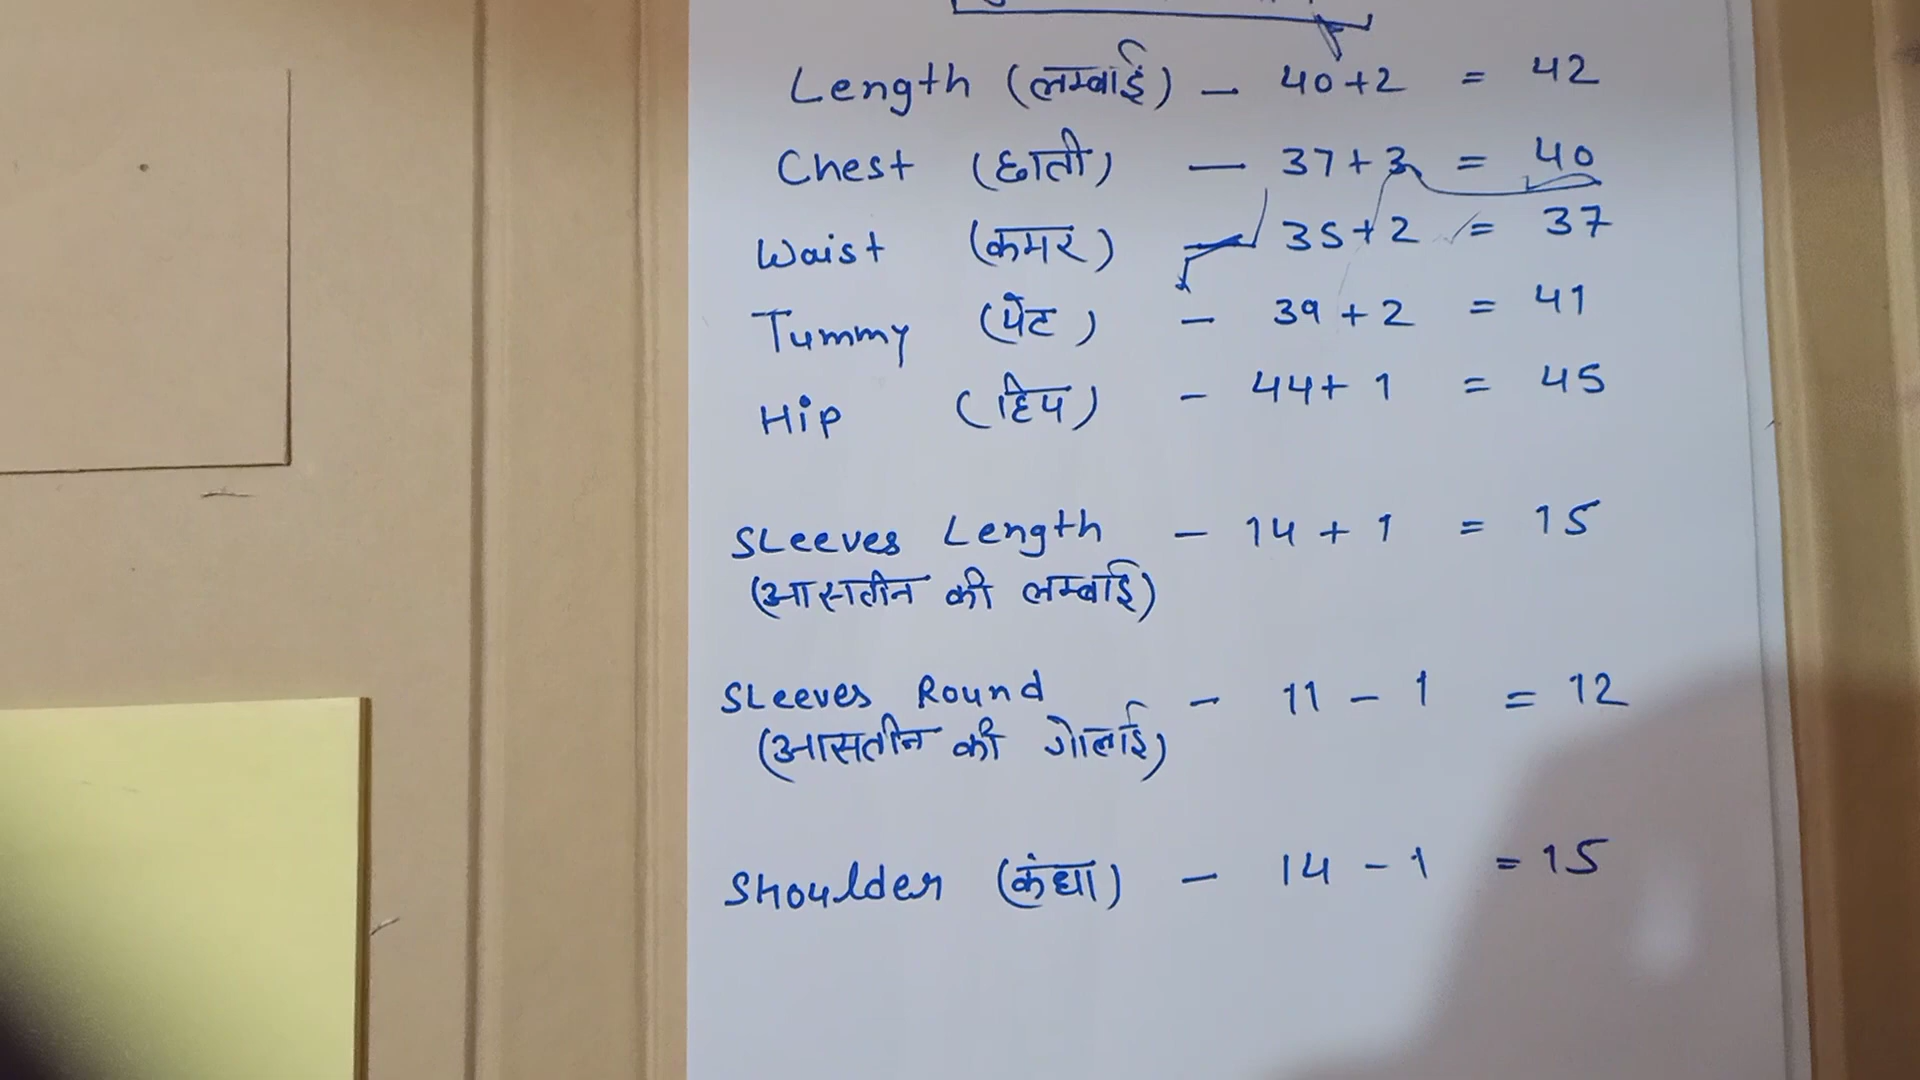 Length (लम्बाई) - 40+2 = 42
Chest (छाती) - 37+3 = 40
Waist (कमर) - 35+2 = 37
Tummy (पेट) - 39+2 = 41
Hip (हिप) - 44+1 = 45
Sleeves Length - 14+1 = 15
(आसतीन की लम्बाई)
Sleeves Round - 11-1 = 12
(आसतीन की गोलाई)
Shoulder (कंधा) - 14-1 = 15